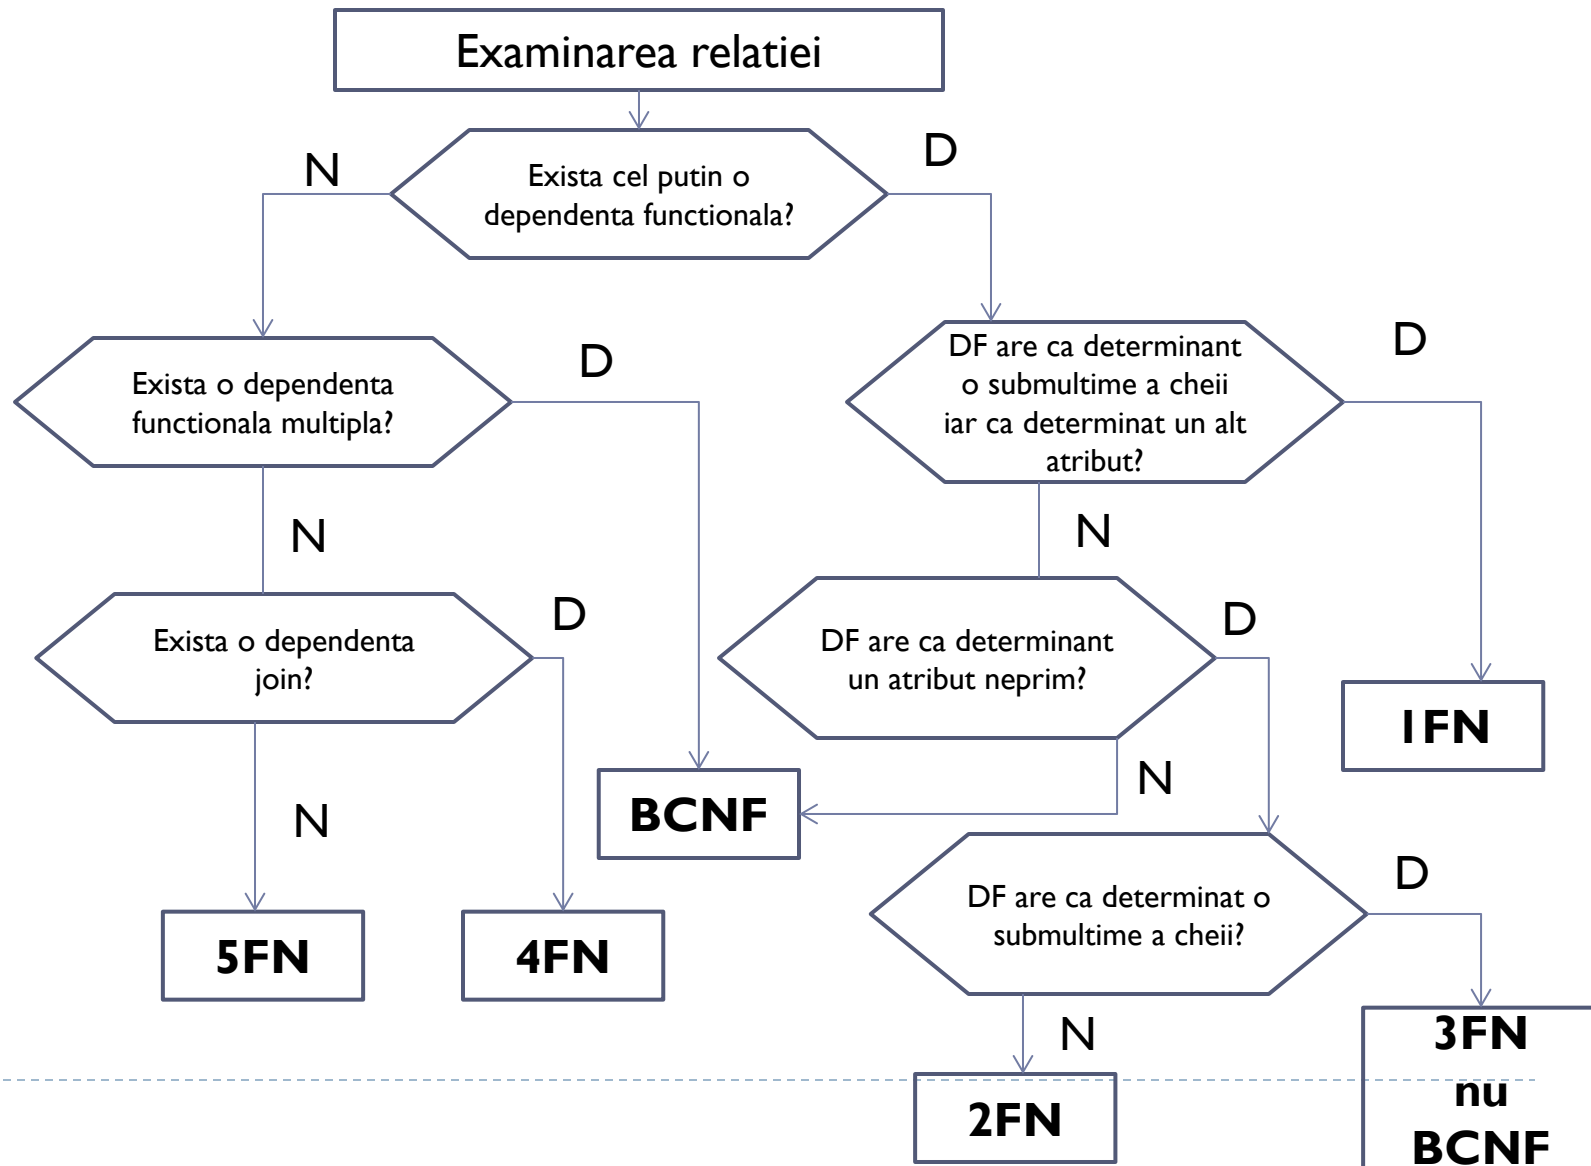 Examinarea relatiei
N
D
Exista cel putin o
dependenta functionala?
Exista o dependenta
functionala multipla?
D
DF are ca determinant
o submultime a cheii
iar ca determinat un alt
atribut?
D
N
N
Exista o dependenta
join?
D
DF are ca determinant
un atribut neprim?
D
1FN
N
BCNF
N
DF are ca determinat o
submultime a cheii?
D
5FN
4FN
N
2FN
3FN
nu
BCNF